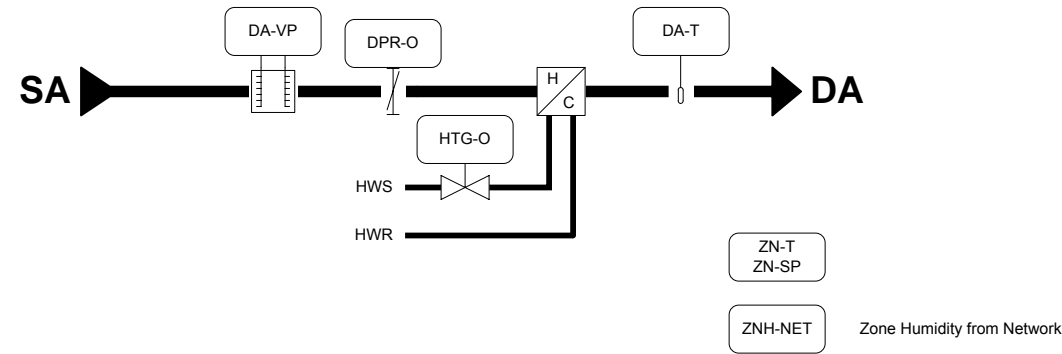 DA-VP
DPR-O
DA-T
SA
H
C
DA
HTG-O
HWS
HWR
ZN-T
ZN-SP
ZNH-NET
Zone Humidity from Network